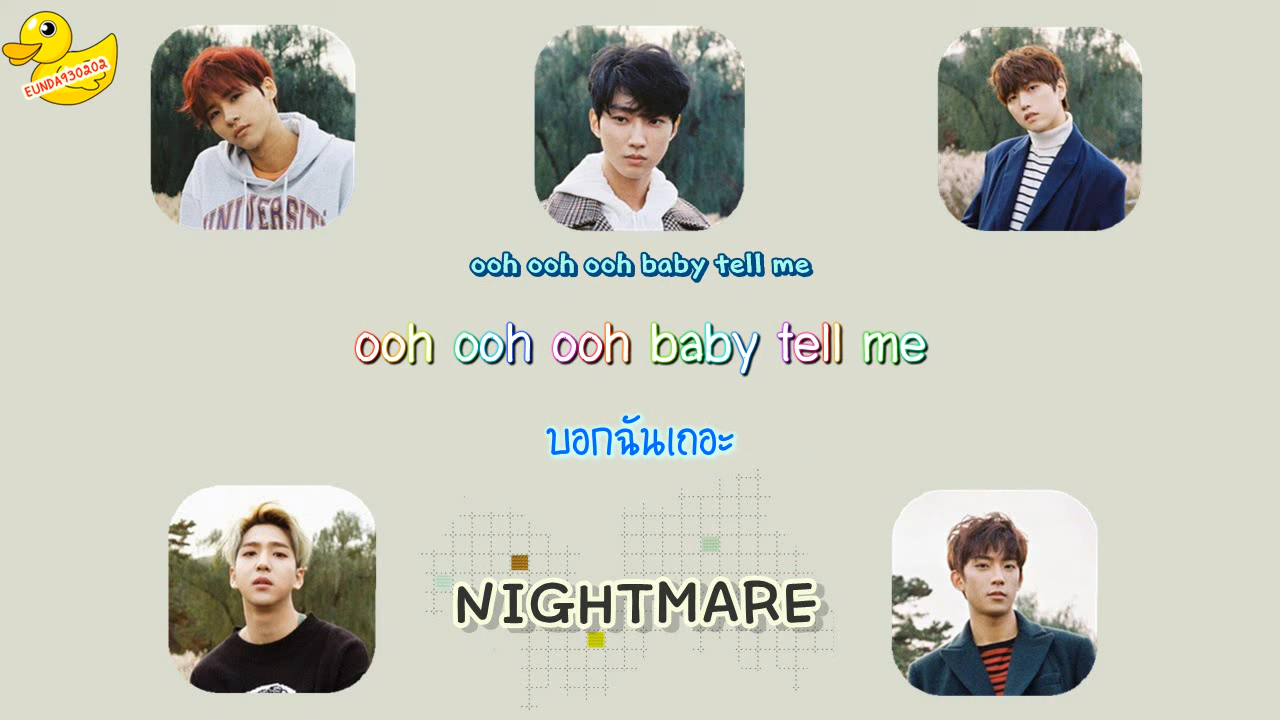 EUNDA930202
UNIVERSIT
ooh ooh ooh baby tell me
ooh ooh ooh baby tell me
บอกฉันเถอะ
NIGHTMARE